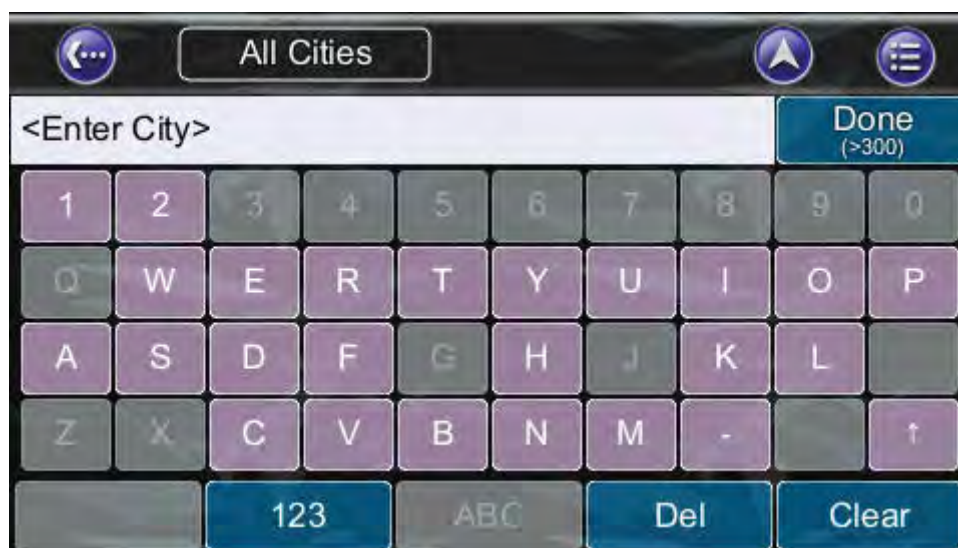 All Cities
<Enter City>
Done
(>300)
1 2 3 4 5 6 7 8 9 0
Q W E R T Y U I O P
A S D F G H J K L
Z X C V B N M - ↑
123 ABC Del Clear